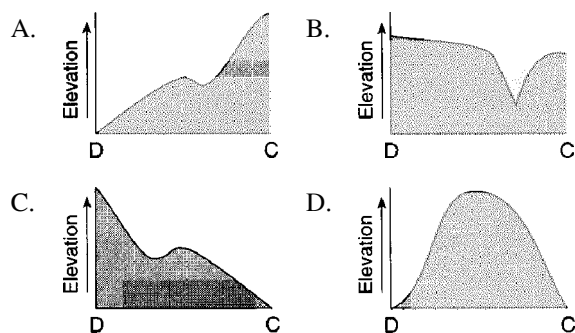 A.
Elevation
D C
B.
Elevation
D C
C.
Elevation
D C
D.
Elevation
D C